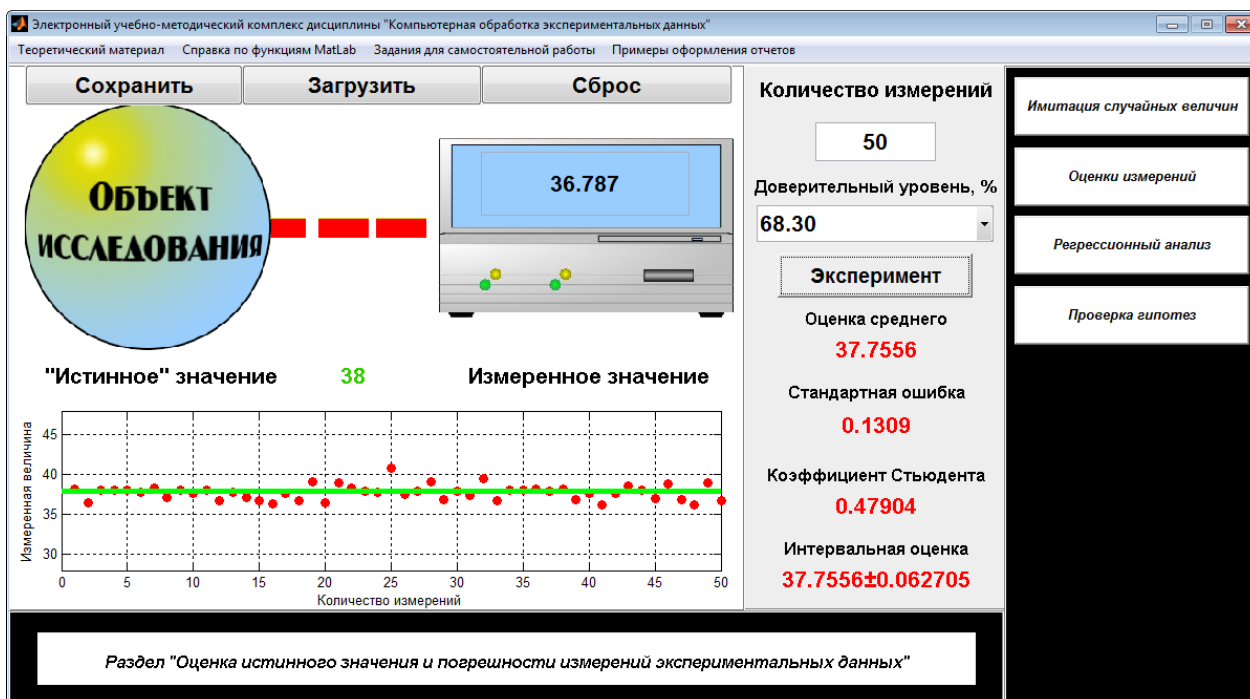 Электронный учебно-методический комплекс дисциплины "Компьютерная обработка экспериментальных данных"
Теоретический материал Справка по функциям MatLab Задания для самостоятельной работы Примеры оформления отчетов
Сохранить Загрузить Сброс
ОБЪЕКТ
ИССЛЕДОВАНИЯ
36.787
"Истинное" значение 38 Измеренное значение
Измеренная величина
45
40
35
30
0 5 10 15 20 25 30 35 40 45 50
Количество измерений
Количество измерений
50
Доверительный уровень, %
68.30
Эксперимент
Оценка среднего
37.7556
Стандартная ошибка
0.1309
Коэффициент Стьюдента
0.47904
Интервальная оценка
37.7556±0.062705
Имитация случайных величин
Оценки измерений
Регрессионный анализ
Проверка гипотез
Раздел "Оценка истинного значения и погрешности измерений экспериментальных данных"